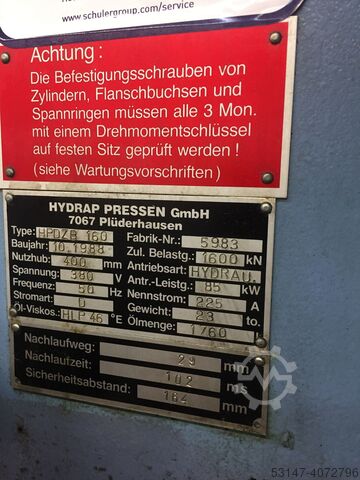 www.schulergroup.com/service
Achtung :
Die Befestigungsschrauben von
Zylindern, Flanschbuchsen und
Spannringen müssen alle 3 Mon.
mit einem Drehmomentschlüssel
auf festen Sitz geprüft werden !
(siehe Wartungsvorschriften)
HYDRAP PRESSEN GmbH
7067 Plüderhausen
Type: HPDZB 160 Fabrik-Nr.: 5983
Baujahr: 10.1988 Zul. Belastg.: 1600 kN
Nutzhub: 400 mm Antriebsart: HYDRAU.
Spannung: 380 V Antr.-Leistg.: 85 kW
Frequenz: 50 Hz Nennstrom: 225 A
Stromart: D Gewicht: 23 to.
Öl-Viskos.: HLP 46 °E Ölmenge: 1760 l
Nachlaufweg: 29 mm
Nachlaufzeit: 102 ms
Sicherheitsabstand: 164 mm
53147-4072796